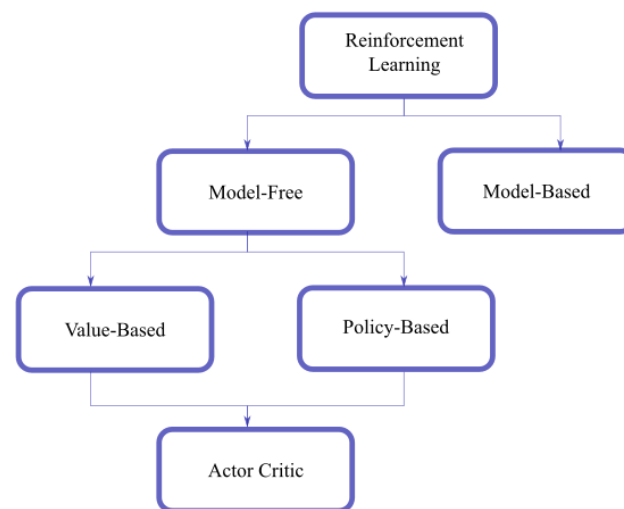 Reinforcement
Learning
Model-Free
Model-Based
Value-Based
Policy-Based
Actor Critic